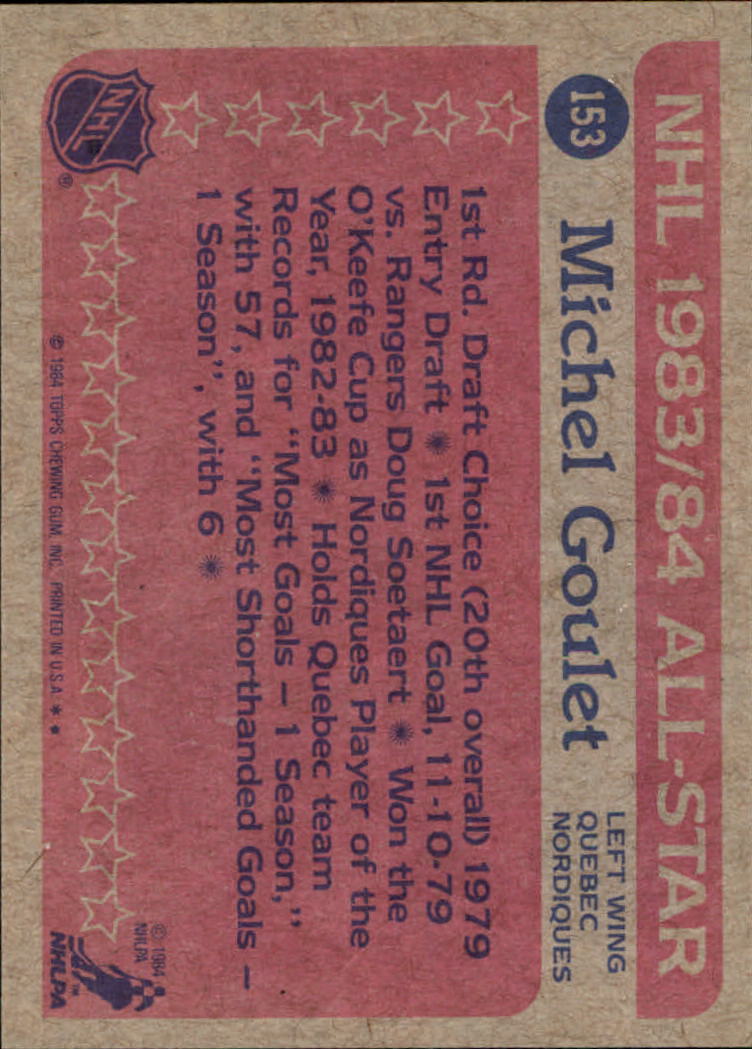 NHL 1983/84 ALL-STAR
153
Michel Goulet
LEFT WING
QUEBEC
NORDIQUES
1st Rd. Draft Choice (20th overall) 1979
Entry Draft ✺ 1st NHL Goal, 11-10-79
vs. Rangers Doug Soetaert ✺ Won the
O'Keefe Cup as Nordiques Player of the
Year, 1982-83 ✺ Holds Quebec team
Records for “Most Goals – 1 Season,”
with 57, and “Most Shorthanded Goals –
1 Season”, with 6 ✺
NHL
®
© 1984
NHLPA
TM
NHLPA
© 1984 TOPPS CHEWING GUM, INC. PRINTED IN U.S.A. * *